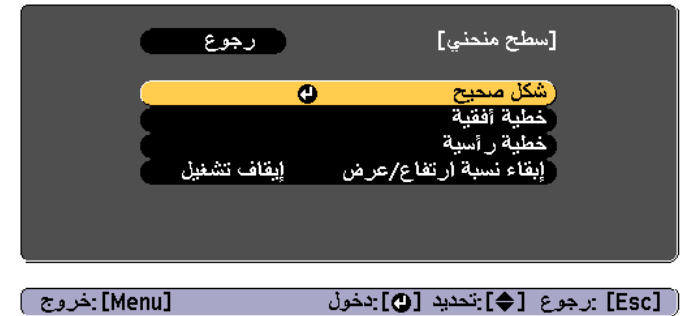 [سطح منحني] رجوع
شكل صحيح
خطية أفقية
خطية رأسية
إبقاء نسبة ارتفاع/عرض إيقاف تشغيل
[Esc] :رجوع [◆]:تحديد [↵]:دخول [Menu]:خروج